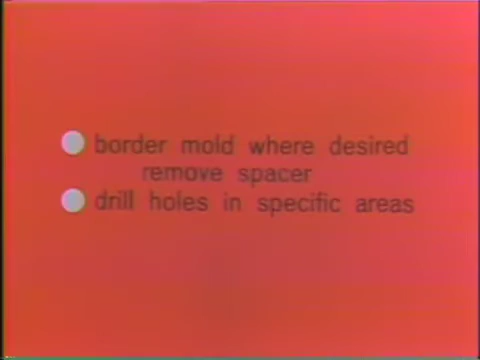 border mold where desired
remove spacer
drill holes in specific areas